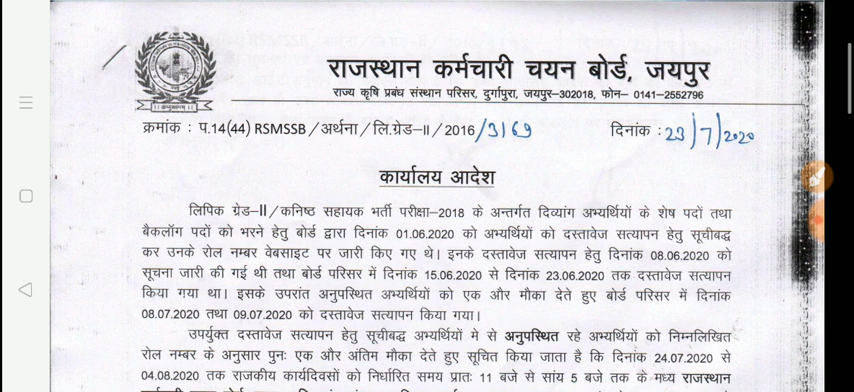 राजस्थान कर्मचारी चयन बोर्ड, जयपुर
राज्य कृषि प्रबंध संस्थान परिसर, दुर्गापुरा, जयपुर–302018, फोन– 0141-2552796
क्रमांक : प.14(44) RSMSSB/अर्थना/लि.ग्रेड–II/2016/3169 दिनांक : 23/7/2020
कार्यालय आदेश
लिपिक ग्रेड–II/कनिष्ठ सहायक भर्ती परीक्षा–2018 के अन्तर्गत दिव्यांग अभ्यर्थियों के शेष पदों तथा
बैकलॉग पदों को भरने हेतु बोर्ड द्वारा दिनांक 01.06.2020 को अभ्यर्थियों को दस्तावेज सत्यापन हेतु सूचीबद्ध
कर उनके रोल नम्बर वेबसाइट पर जारी किए गए थे। इनके दस्तावेज सत्यापन हेतु दिनांक 08.06.2020 को
सूचना जारी की गई थी तथा बोर्ड परिसर में दिनांक 15.06.2020 से दिनांक 23.06.2020 तक दस्तावेज सत्यापन
किया गया था। इसके उपरांत अनुपस्थित अभ्यर्थियों को एक और मौका देते हुए बोर्ड परिसर में दिनांक
08.07.2020 तथा 09.07.2020 को दस्तावेज सत्यापन किया गया।
उपर्युक्त दस्तावेज सत्यापन हेतु सूचीबद्ध अभ्यर्थियों मे से अनुपस्थित रहे अभ्यर्थियों को निम्नलिखित
रोल नम्बर के अनुसार पुनः एक और अंतिम मौका देते हुए सूचित किया जाता है कि दिनांक 24.07.2020 से
04.08.2020 तक राजकीय कार्यदिवसों को निर्धारित समय प्रातः 11 बजे से सांय 5 बजे तक के मध्य राजस्थान